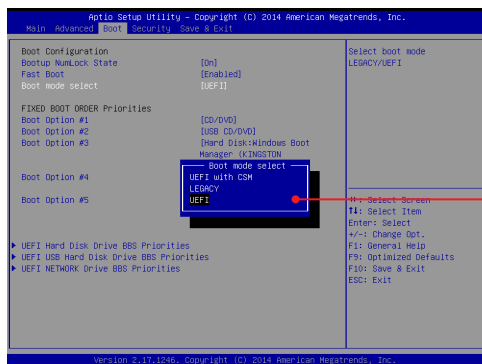 Aptio Setup Utility – Copyright (C) 2014 American Megatrends, Inc.
Main Advanced Boot Security Save & Exit
Boot Configuration
Bootup NumLock State [On]
Fast Boot [Enabled]
Boot mode select [UEFI]
FIXED BOOT ORDER Priorities
Boot Option #1 [CD/DVD]
Boot Option #2 [USB CD/DVD]
Boot Option #3 [Hard Disk:Windows Boot
Manager (KINGSTON
Boot mode select
Boot Option #4 UEFI with CSM
LEGACY
Boot Option #5 UEFI
▶ UEFI Hard Disk Drive BBS Priorities
▶ UEFI USB Hard Disk Drive BBS Priorities
▶ UEFI NETWORK Drive BBS Priorities
Select boot mode
LEGACY/UEFI
Select Screen
↑↓: Select Item
Enter: Select
+/-: Change Opt.
F1: General Help
F9: Optimized Defaults
F10: Save & Exit
ESC: Exit
Version 2.17.1246. Copyright (C) 2014 American Megatrends, Inc.